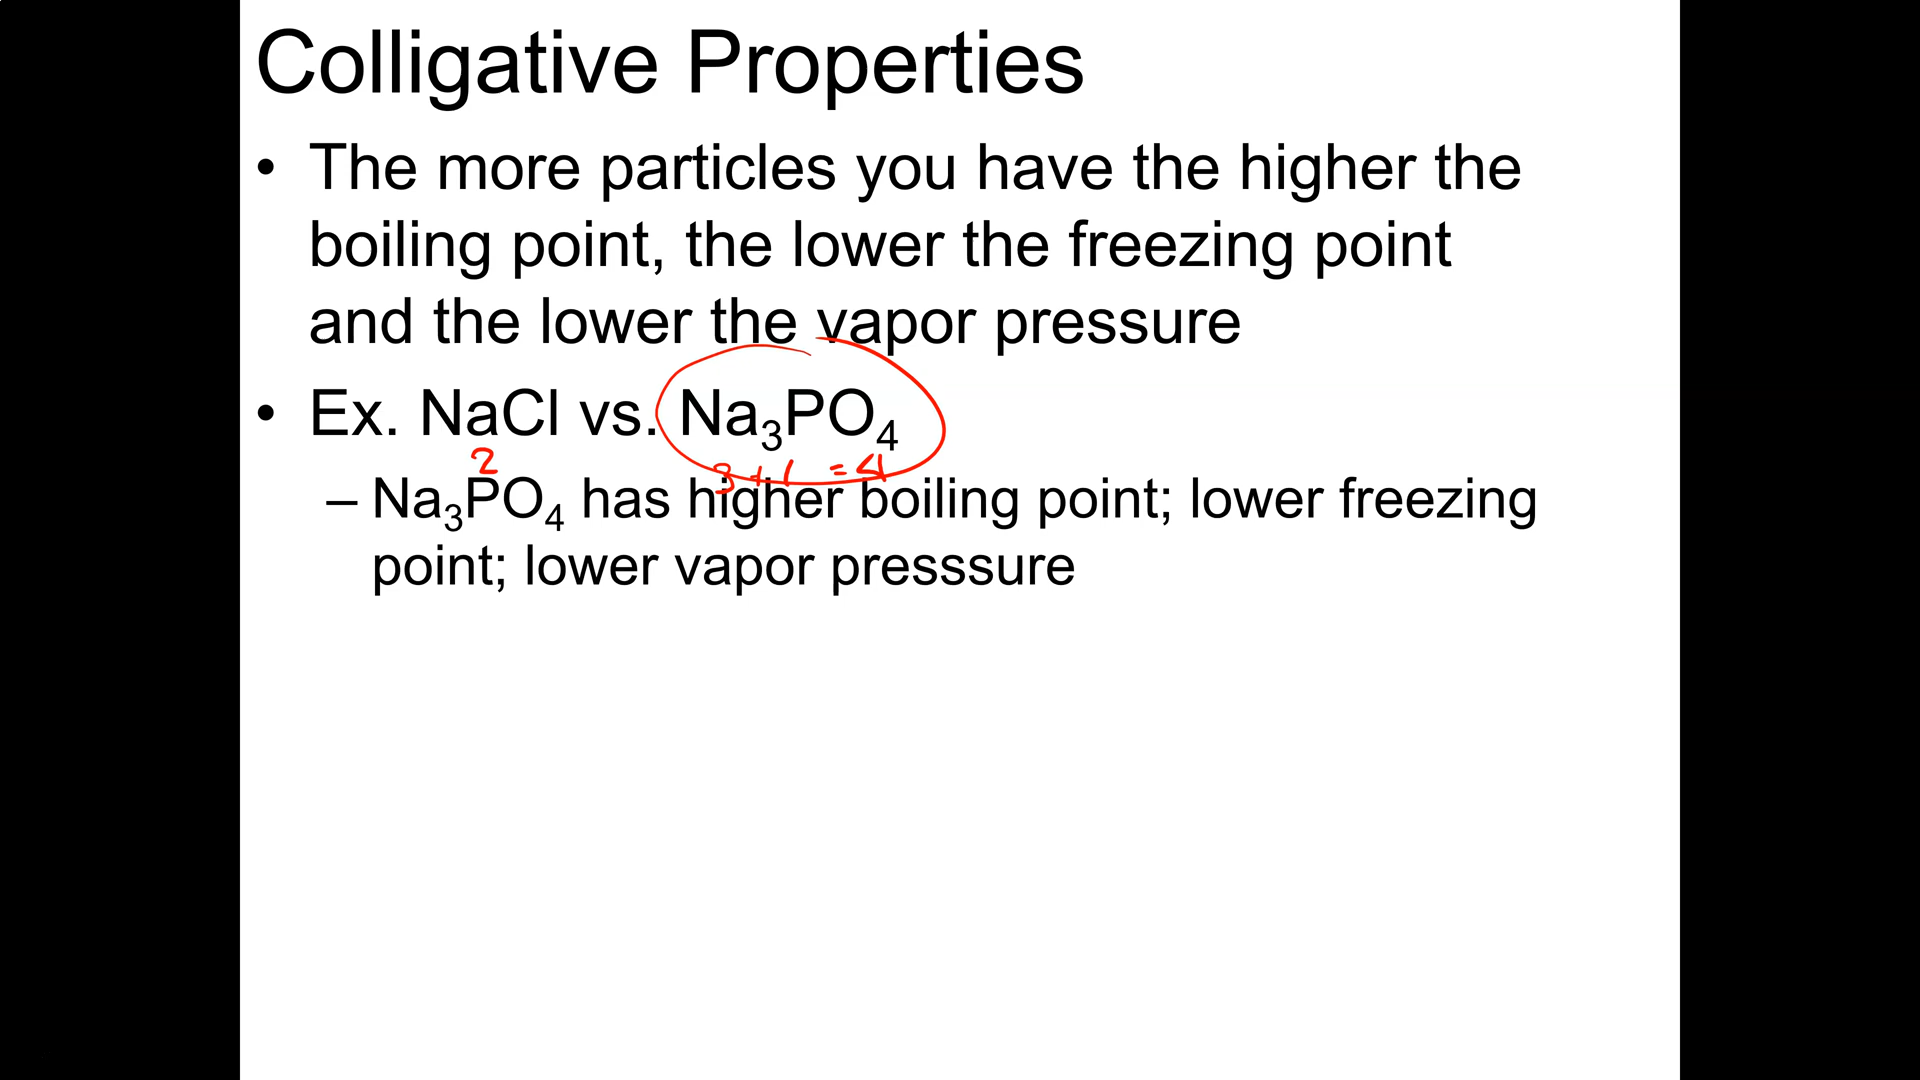 Colligative Properties
• The more particles you have the higher the
boiling point, the lower the freezing point
and the lower the vapor pressure
• Ex. NaCl vs. Na₃PO₄
2 3 + 1 = 4
– Na₃PO₄ has higher boiling point; lower freezing
point; lower vapor presssure